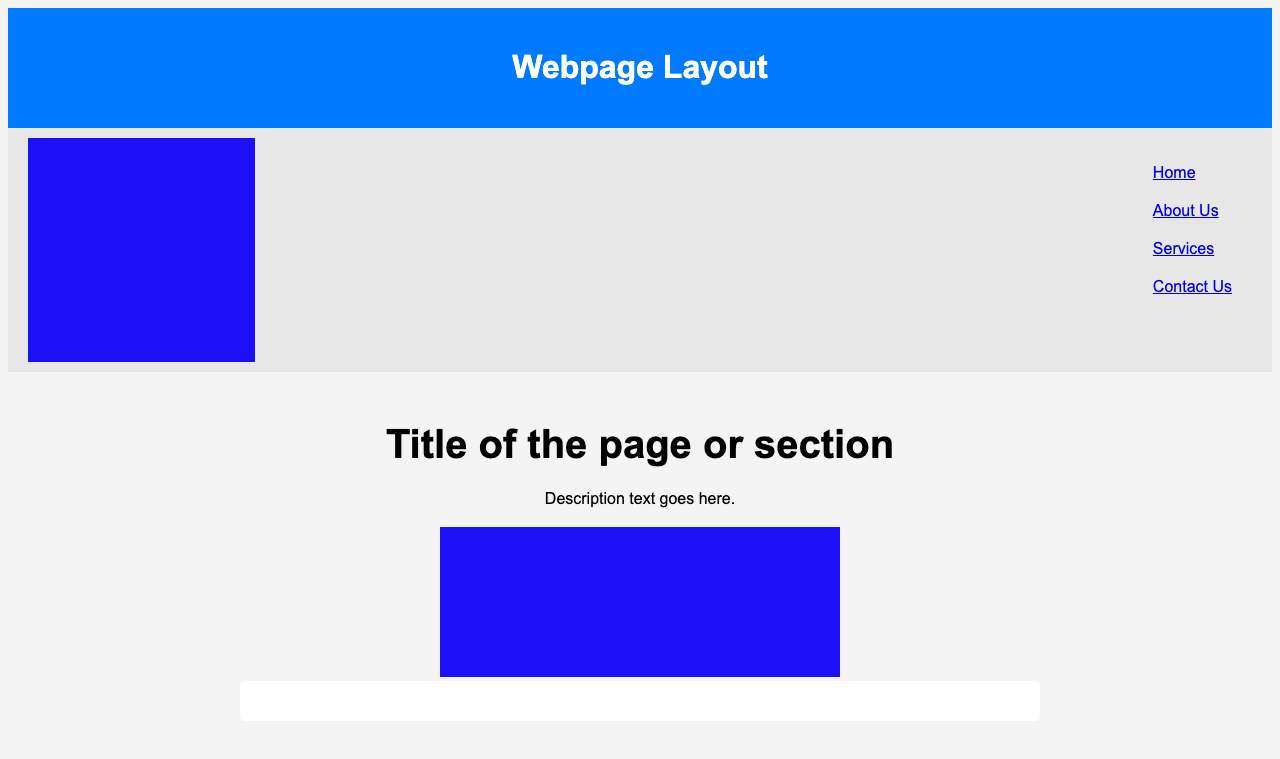 Webpage Layout
Home
About Us
Services
Contact Us
Title of the page or section
Description text goes here.